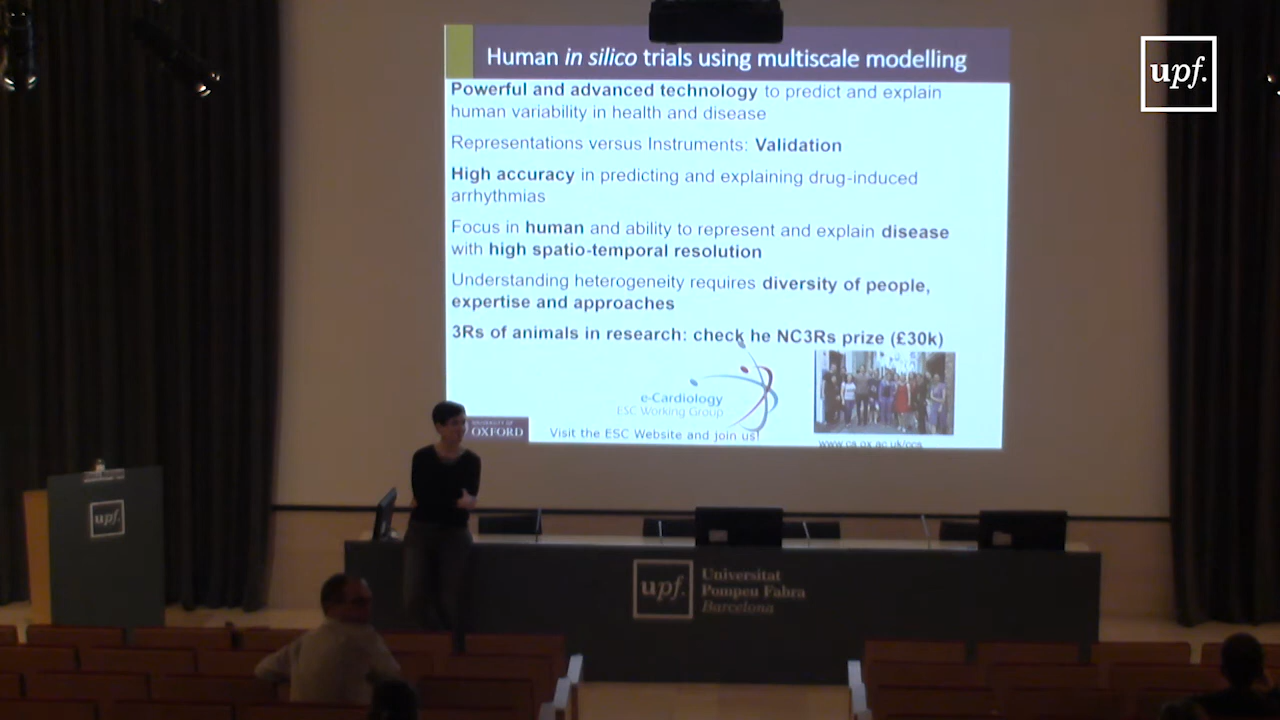 Human in silico trials using multiscale modelling
upf.
Powerful and advanced technology to predict and explain
human variability in health and disease
Representations versus Instruments: Validation
High accuracy in predicting and explaining drug-induced
arrhythmias
Focus in human and ability to represent and explain disease
with high spatio-temporal resolution
Understanding heterogeneity requires diversity of people,
expertise and approaches
3Rs of animals in research: check he NC3Rs prize (£30k)
e-Cardiology
ESC Working Group
UNIVERSITY OF
OXFORD
Visit the ESC Website and join us!
upf.
upf.
Universitat
Pompeu Fabra
Barcelona